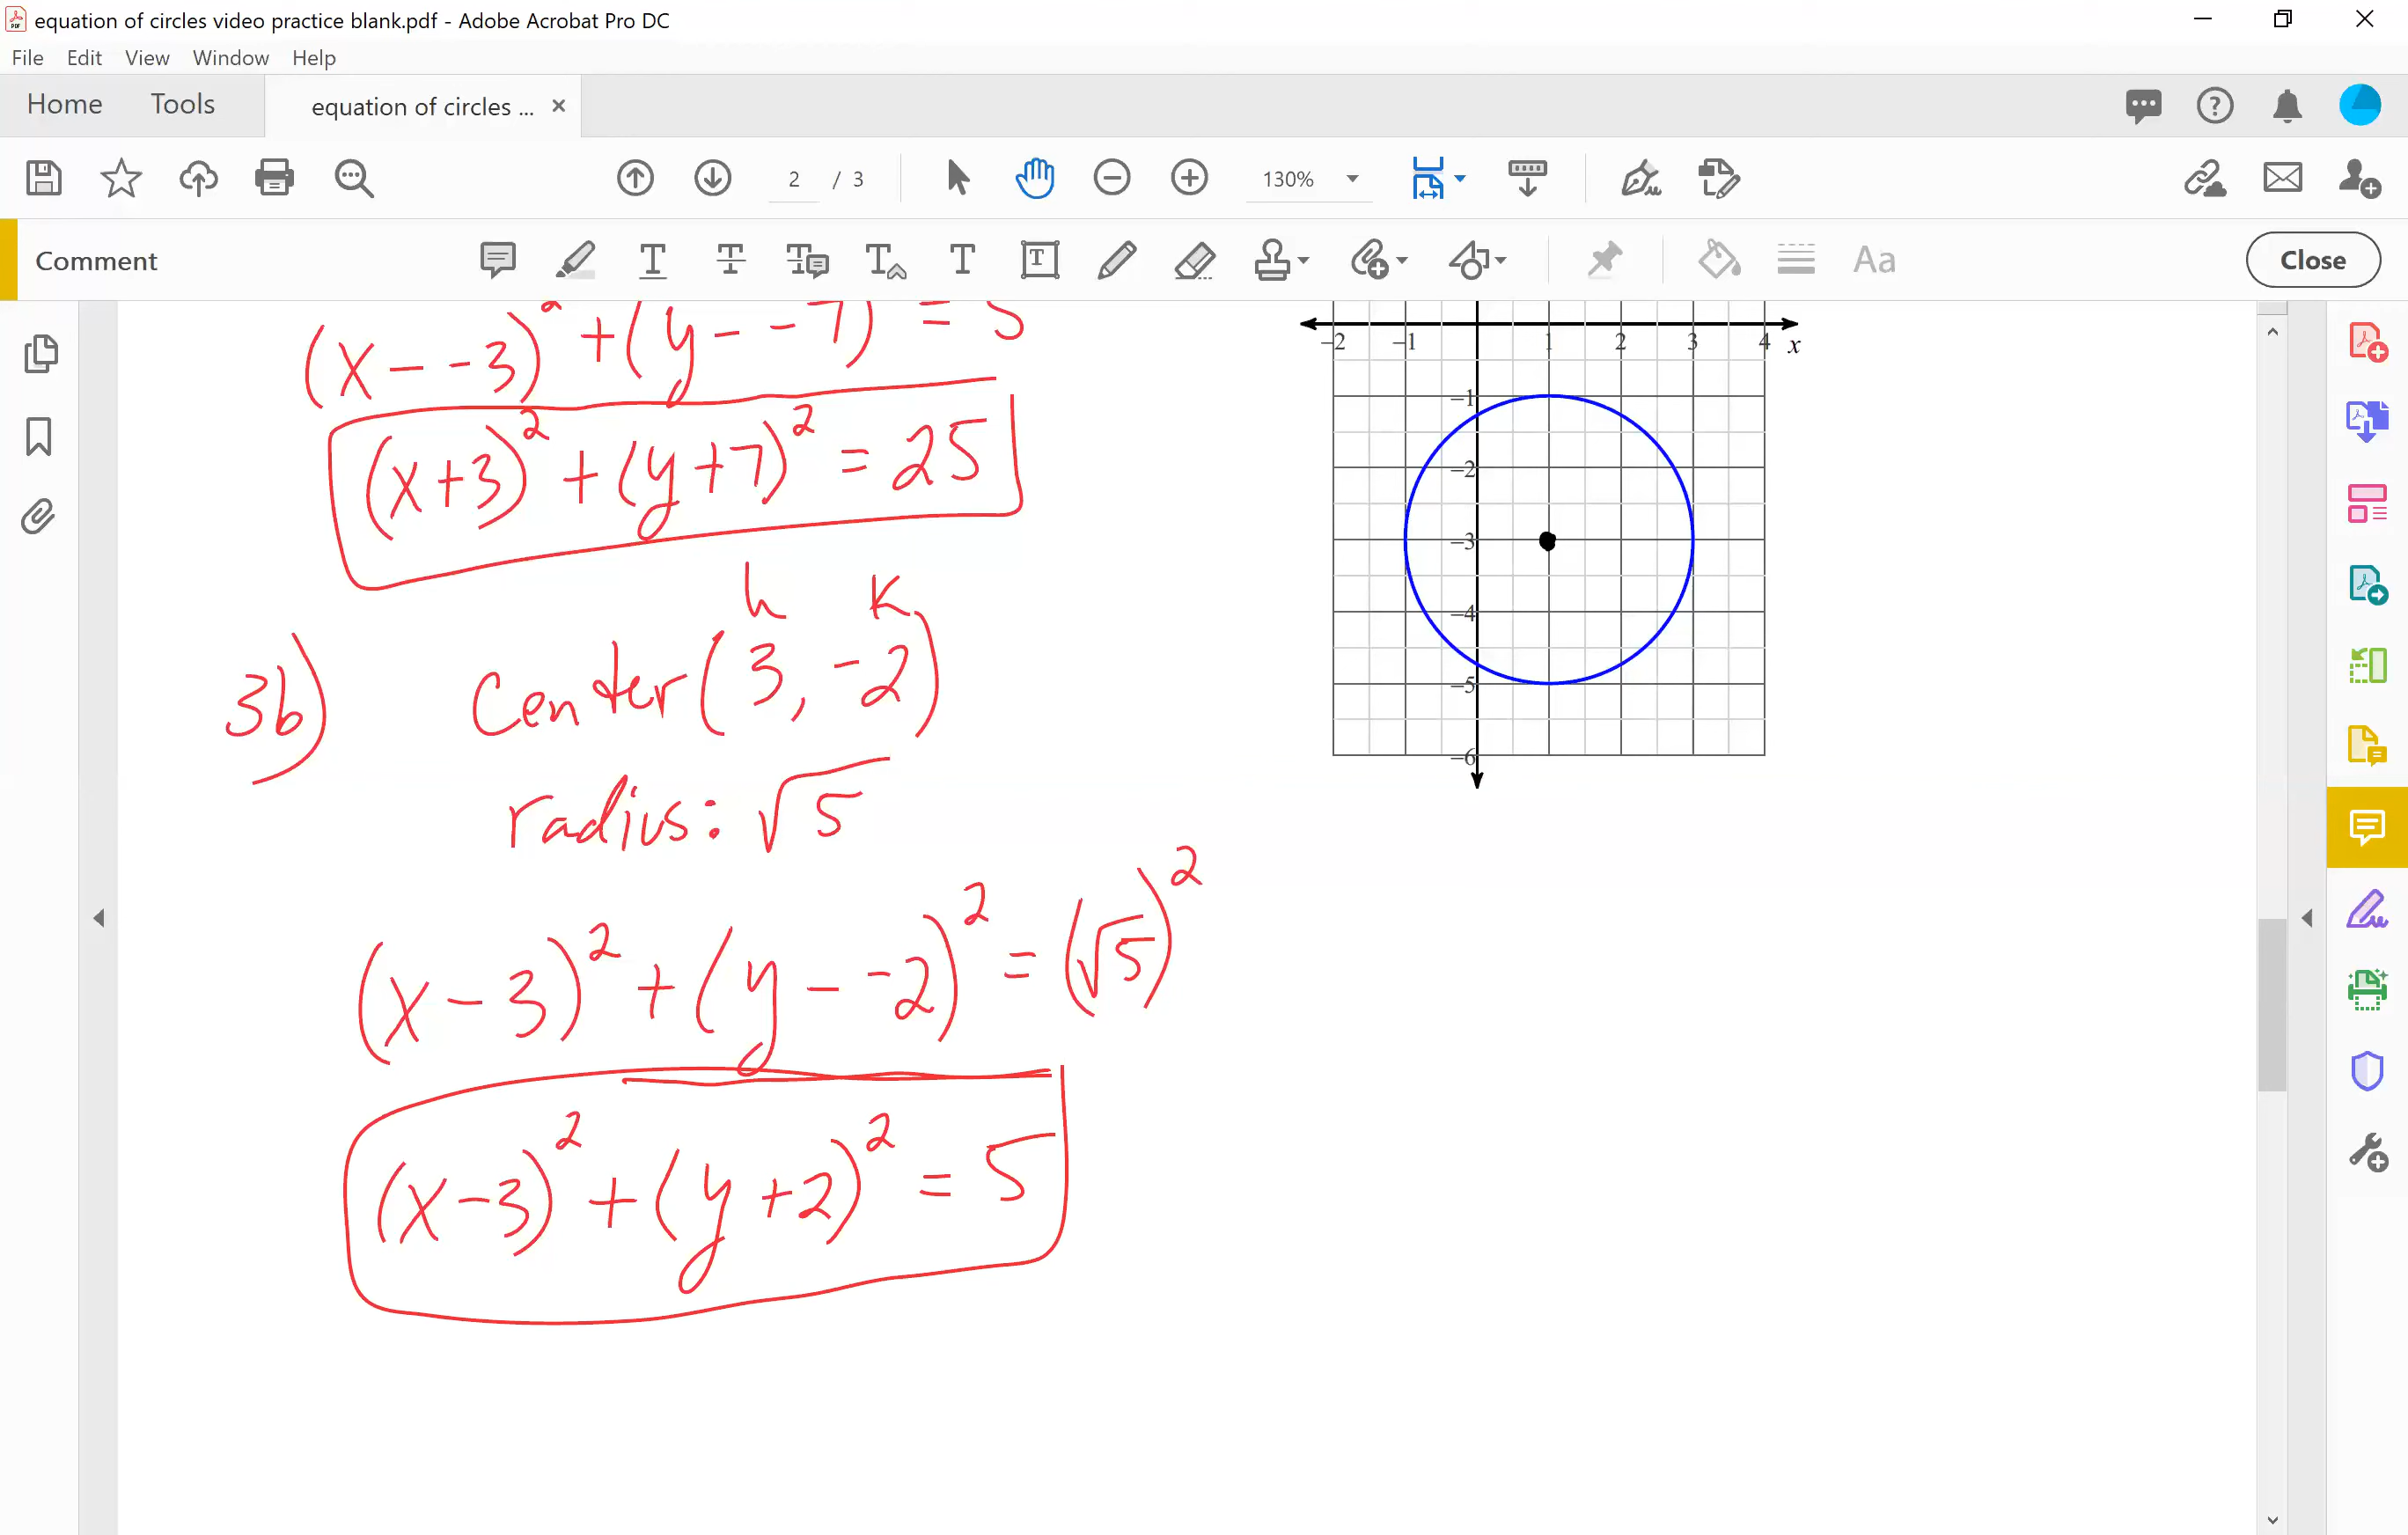 equation of circles video practice blank.pdf - Adobe Acrobat Pro DC
File Edit View Window Help
Home Tools equation of circles ... ×
2 / 3 130%
Comment Close
(x - -3)² + (y - -7)² = 5
(x+3)² + (y+7)² = 25
h k
3b) Center (3, -2)
radius: √5
(x - 3)² + (y - -2)² = (√5)²
(x-3)² + (y+2)² = 5
-2 -1 1 2 3 4 x
-1
-2
-3
-4
-5
-6